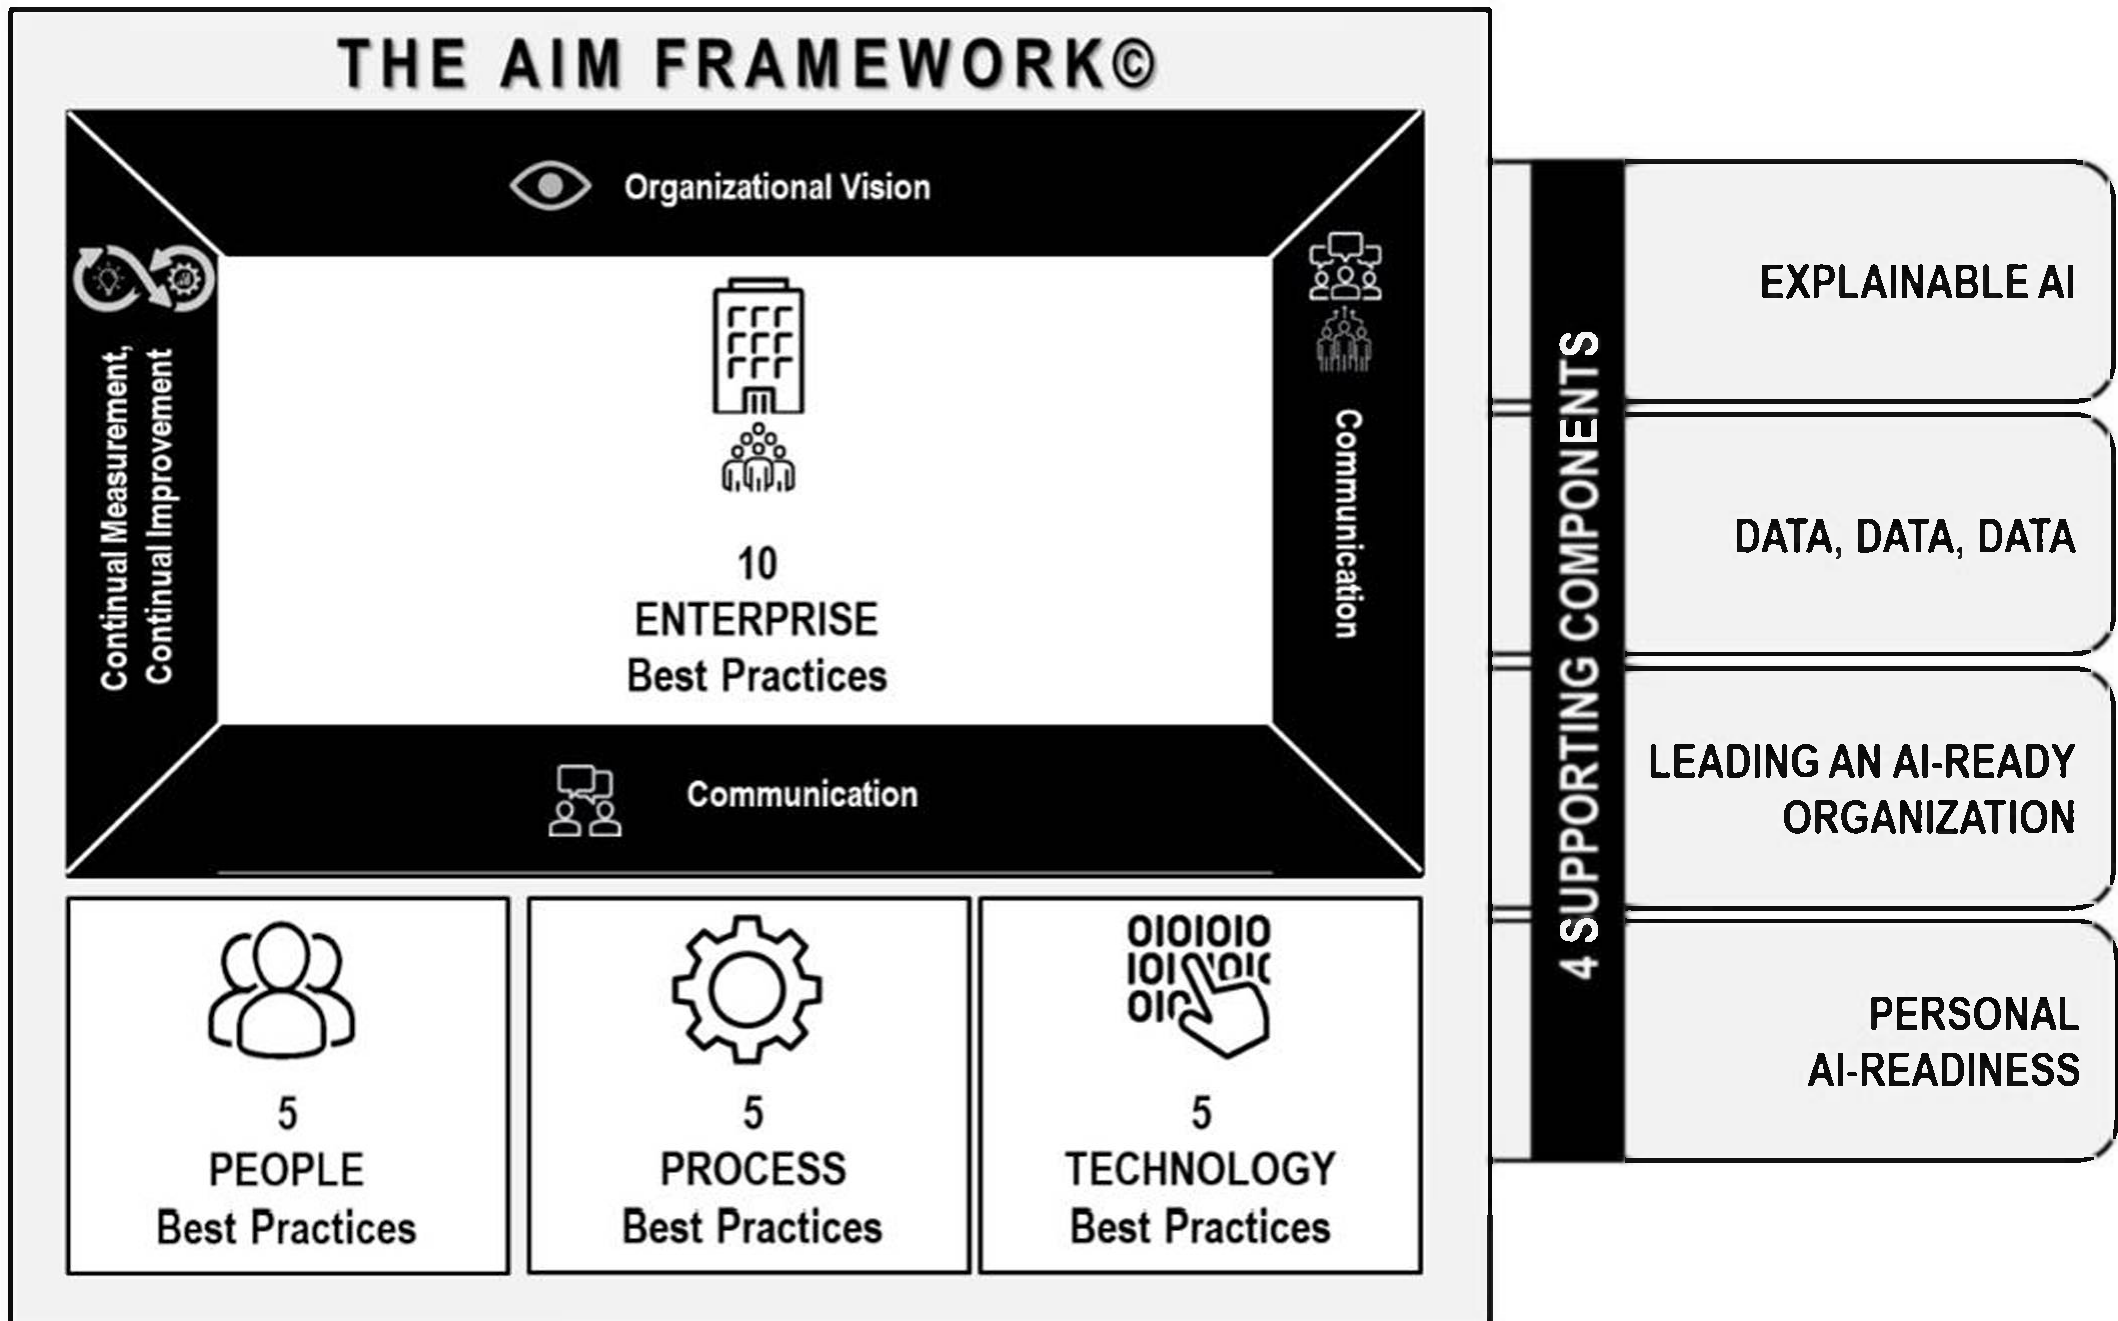 THE AIM FRAMEWORK©
Organizational Vision
Continual Measurement,
Continual Improvement
10
ENTERPRISE
Best Practices
Communication
Communication
5
PEOPLE
Best Practices
5
PROCESS
Best Practices
OIOIOIO
5
TECHNOLOGY
Best Practices
4 SUPPORTING COMPONENTS
EXPLAINABLE AI
DATA, DATA, DATA
LEADING AN AI-READY
ORGANIZATION
PERSONAL
AI-READINESS